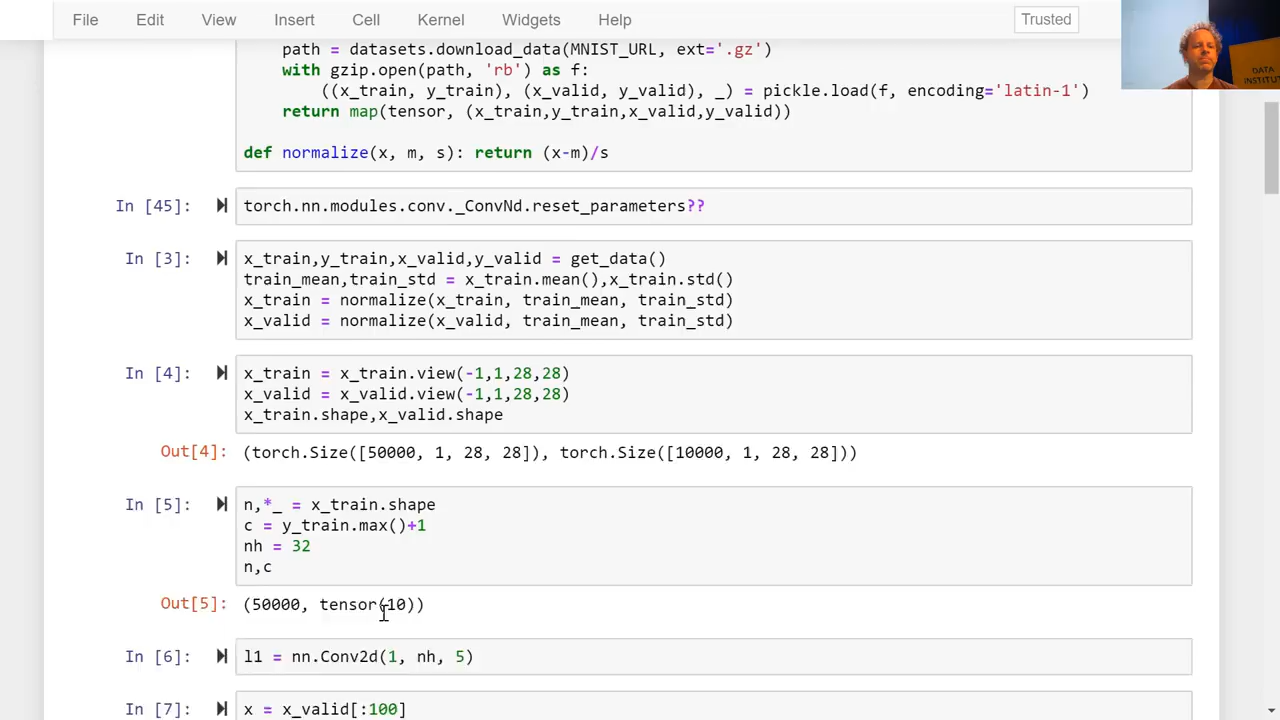 File Edit View Insert Cell Kernel Widgets Help Trusted
DATA
INSTITUT
path = datasets.download_data(MNIST_URL, ext='.gz')
with gzip.open(path, 'rb') as f:
((x_train, y_train), (x_valid, y_valid), _) = pickle.load(f, encoding='latin-1')
return map(tensor, (x_train,y_train,x_valid,y_valid))
def normalize(x, m, s): return (x-m)/s
In [45]: torch.nn.modules.conv._ConvNd.reset_parameters??
In [3]: x_train,y_train,x_valid,y_valid = get_data()
train_mean,train_std = x_train.mean(),x_train.std()
x_train = normalize(x_train, train_mean, train_std)
x_valid = normalize(x_valid, train_mean, train_std)
In [4]: x_train = x_train.view(-1,1,28,28)
x_valid = x_valid.view(-1,1,28,28)
x_train.shape,x_valid.shape
Out[4]: (torch.Size([50000, 1, 28, 28]), torch.Size([10000, 1, 28, 28]))
In [5]: n,*_ = x_train.shape
c = y_train.max()+1
nh = 32
n,c
Out[5]: (50000, tensor(10))
In [6]: l1 = nn.Conv2d(1, nh, 5)
In [7]: x = x_valid[:100]